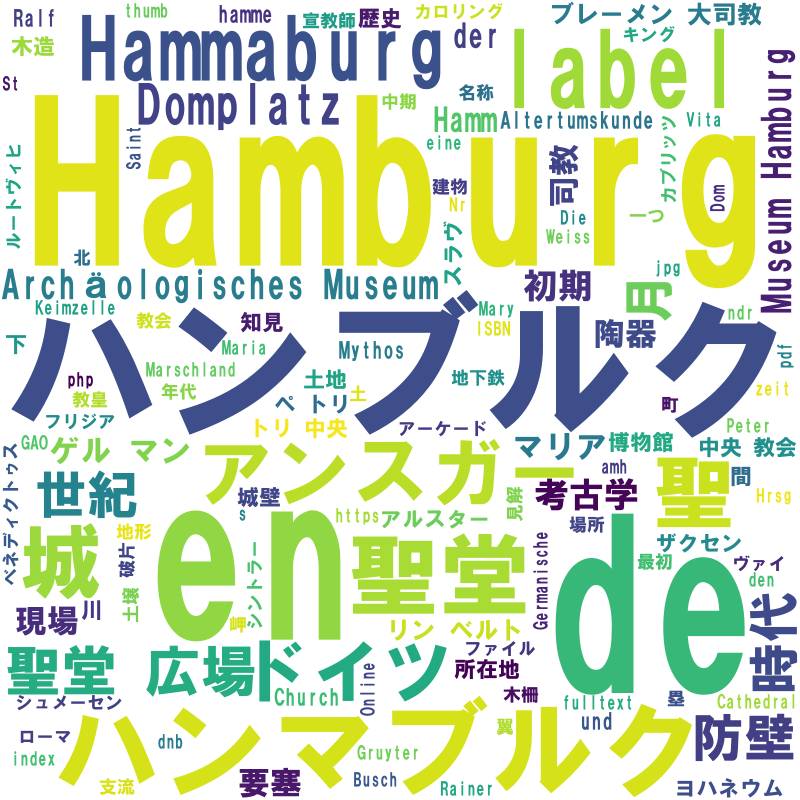 Ralf thumb hamme 宣教師 歴史 カロリング ブレーメン 大司教
木造 Hammaburg der label キング
St Domplatz 中期 名称 Hamm Altertumskunde Vita
Saint Hamburg eine カプリッツ Museum Hamburg
ルートヴィヒ 建物 Nr 司教 Die 一つ Dom
北 スラヴ Weiss
Archäologisches Museum 初期 月 jpg
Keimzelle Mary ISBN 陶器 ndr
下 教会 知見 ハンブルク
Maria Mythos pdf
Marschland
php 教皇 年代 土地 土 地下鉄 zeit
フリジア ペ トリ 町
トリ 中央 アーケード Peter
GAO ゲル マン アンスガー マリア 博物館 中央 教会
ベネディクトゥス 世紀 城壁 amh 聖 間
s https アルスター 見解 考古学 Hrsg
城 地形 破片 en 聖堂 場所 de ザクセン
土壌 シントラー Germanische 最初 ヴァイ
den
現場 川 岬 リン ベルト 時代
聖堂 広場 ドイツ ファイル
所在地
シュメーセン Church Online 木柵 fulltext 塁 Cathedral
ローマ ハンマブルク 翼 und 防壁
index dnb Gruyter
支流 要塞 Busch Rainer ヨハネウム